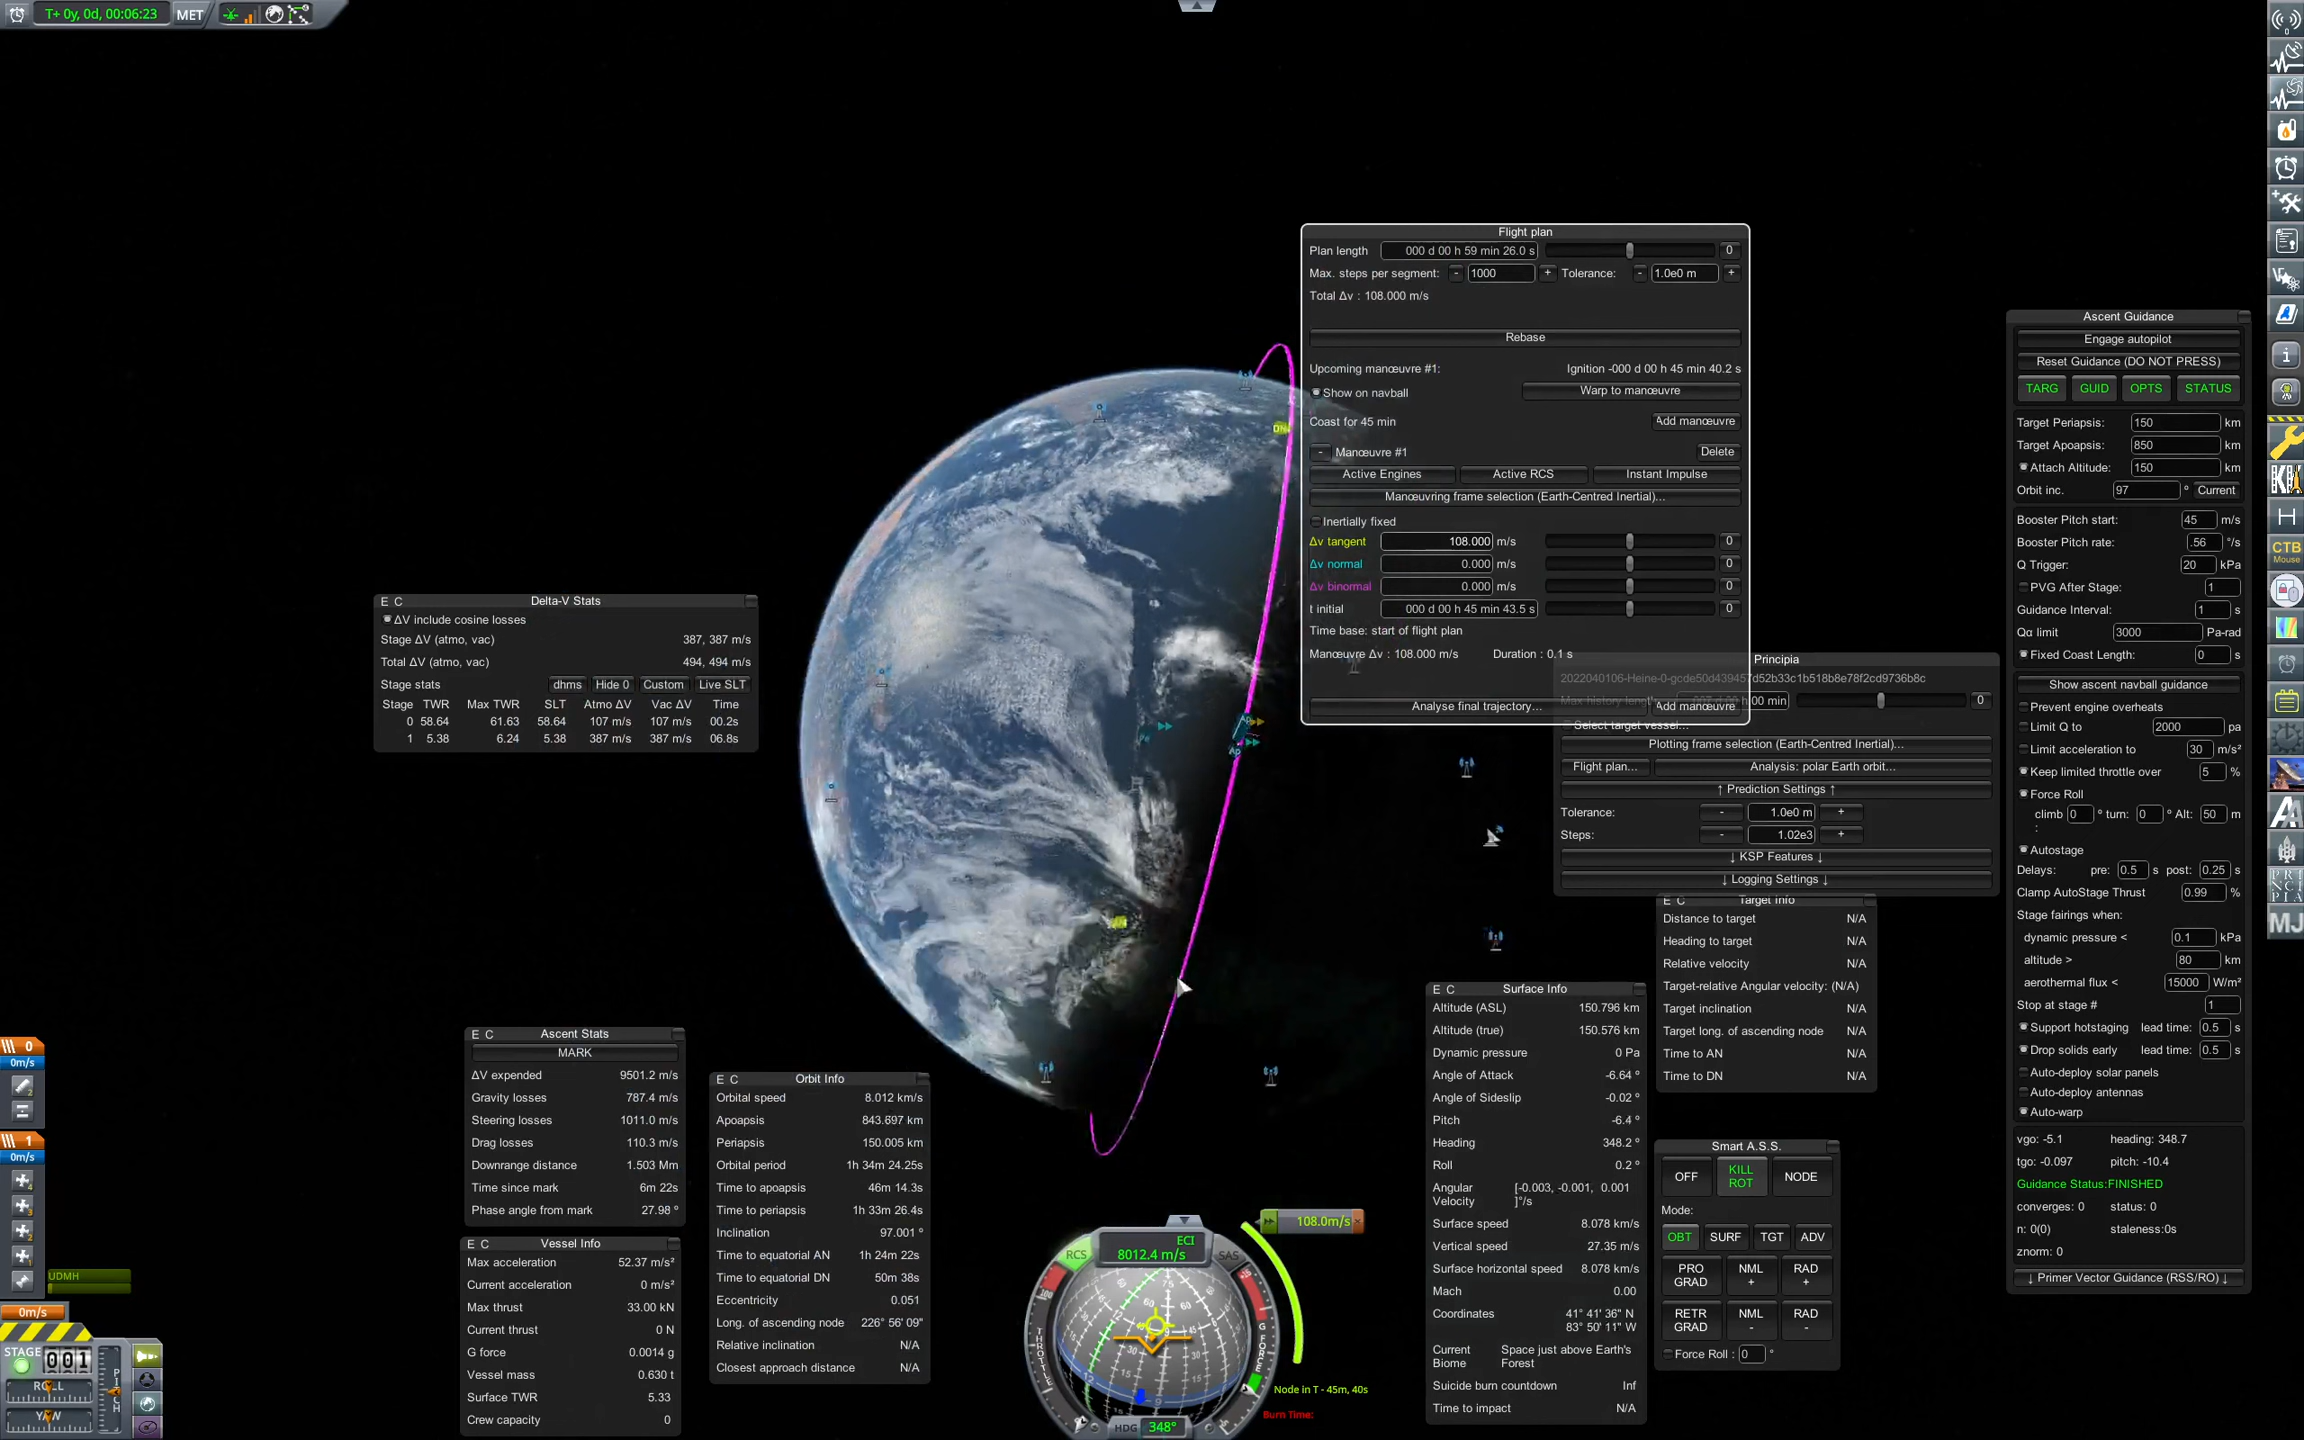 T+ 0y, 0d, 00:06:23 MET
Flight plan
Plan length 000 d 00 h 59 min 26.0 s 0
Max. steps per segment: - 1000 + Tolerance: - 1.0e0 m +
Total Δv : 108.000 m/s
Rebase
Upcoming manœuvre #1: Ignition -000 d 00 h 45 min 40.2 s
Show on navball Warp to manœuvre
Coast for 45 min Add manœuvre
- Manœuvre #1 Delete
Active Engines Active RCS Instant Impulse
Manœuvring frame selection (Earth-Centred Inertial)...
Inertially fixed
Δv tangent 108.000 m/s 0
Δv normal 0.000 m/s 0
Δv binormal 0.000 m/s 0
t initial 000 d 00 h 45 min 43.5 s 0
Time base: start of flight plan
Manœuvre Δv : 108.000 m/s Duration : 0.1 s
Analyse final trajectory... Add manœuvre
Principia
2022040106-Heine-0-gcde50d439457d52b33c1b518b8e78f2cd9736b8c
Max history length 00 min 0
Select target vessel...
Plotting frame selection (Earth-Centred Inertial)...
Flight plan... Analysis: polar Earth orbit...
↑ Prediction Settings ↑
Tolerance: - 1.0e0 m +
Steps: - 1.02e3 +
↓ KSP Features ↓
↓ Logging Settings ↓
Ascent Guidance
Engage autopilot
Reset Guidance (DO NOT PRESS)
TARG GUID OPTS STATUS
Target Periapsis: 150 km
Target Apoapsis: 850 km
Attach Altitude: 150 km
Orbit inc. 97 º Current
Booster Pitch start: 45 m/s
Booster Pitch rate: .56 °/s
Q Trigger: 20 kPa
PVG After Stage: 1
Guidance Interval: 1 s
Qα limit 3000 Pa-rad
Fixed Coast Length: 0 s
Show ascent navball guidance
Prevent engine overheats
Limit Q to 2000 pa
Limit acceleration to 30 m/s²
Keep limited throttle over 5 %
Force Roll
climb 0 º turn: 0 º Alt: 50 m
:
Autostage
Delays: pre: 0.5 s post: 0.25 s
Clamp AutoStage Thrust 0.99 %
Stage fairings when:
dynamic pressure < 0.1 kPa
altitude > 80 km
aerothermal flux < 15000 W/m²
Stop at stage # 1
Support hotstaging lead time: 0.5 s
Drop solids early lead time: 0.5 s
Auto-deploy solar panels
Auto-deploy antennas
Auto-warp
vgo: -5.1 heading: 348.7
tgo: -0.097 pitch: -10.4
Guidance Status:FINISHED
converges: 0 status: 0
n: 0(0) staleness:0s
znorm: 0
↓ Primer Vector Guidance (RSS/RO) ↓
E C Delta-V Stats
ΔV include cosine losses
Stage ΔV (atmo, vac) 387, 387 m/s
Total ΔV (atmo, vac) 494, 494 m/s
Stage stats dhms Hide 0 Custom Live SLT
Stage TWR Max TWR SLT Atmo ΔV Vac ΔV Time
0 58.64 61.63 58.64 107 m/s 107 m/s 00.2s
1 5.38 6.24 5.38 387 m/s 387 m/s 06.8s
DN
Pe
Ap
E C Target Info
Distance to target N/A
Heading to target N/A
Relative velocity N/A
Target-relative Angular velocity: (N/A)
Target inclination N/A
Target long. of ascending node N/A
Time to AN N/A
Time to DN N/A
E C Surface Info
Altitude (ASL) 150.796 km
Altitude (true) 150.576 km
Dynamic pressure 0 Pa
Angle of Attack -6.64 º
Angle of Sideslip -0.02 º
Pitch -6.4 º
Heading 348.2 º
Roll 0.2 º
Angular Velocity [-0.003, -0.001, 0.001 ]°/s
Surface speed 8.078 km/s
Vertical speed 27.35 m/s
Surface horizontal speed 8.078 km/s
Mach 0.00
Coordinates 41° 41' 36" N
83° 50' 11" W
Current Biome Space just above Earth's Forest
Suicide burn countdown Inf
Time to impact N/A
Smart A.S.S.
OFF KILL ROT NODE
Mode:
OBT SURF TGT ADV
PRO GRAD NML + RAD +
RETR GRAD NML - RAD -
Force Roll : 0 °
E C Ascent Stats
MARK
ΔV expended 9501.2 m/s
Gravity losses 787.4 m/s
Steering losses 1011.0 m/s
Drag losses 110.3 m/s
Downrange distance 1.503 Mm
Time since mark 6m 22s
Phase angle from mark 27.98 º
E C Vessel Info
Max acceleration 52.37 m/s²
Current acceleration 0 m/s²
Max thrust 33.00 kN
Current thrust 0 N
G force 0.0014 g
Vessel mass 0.630 t
Surface TWR 5.33
Crew capacity 0
E C Orbit Info
Orbital speed 8.012 km/s
Apoapsis 843.697 km
Periapsis 150.005 km
Orbital period 1h 34m 24.25s
Time to apoapsis 46m 14.3s
Time to periapsis 1h 33m 26.4s
Inclination 97.001 º
Time to equatorial AN 1h 24m 22s
Time to equatorial DN 50m 38s
Eccentricity 0.051
Long. of ascending node 226° 56' 09"
Relative inclination N/A
Closest approach distance N/A
0
0m/s
2
1
0m/s
4
3
2
1
UDMH
0m/s
STAGE 001
ROLL
YAW
PITCH
108.0m/s
RCS ECI SAS
8012.4 m/s
THROTTLE
G FORCE
HDG 348°
Node in T - 45m, 40s
Burn Time:
CTB
Mouse
PRINCIPIA
MJ